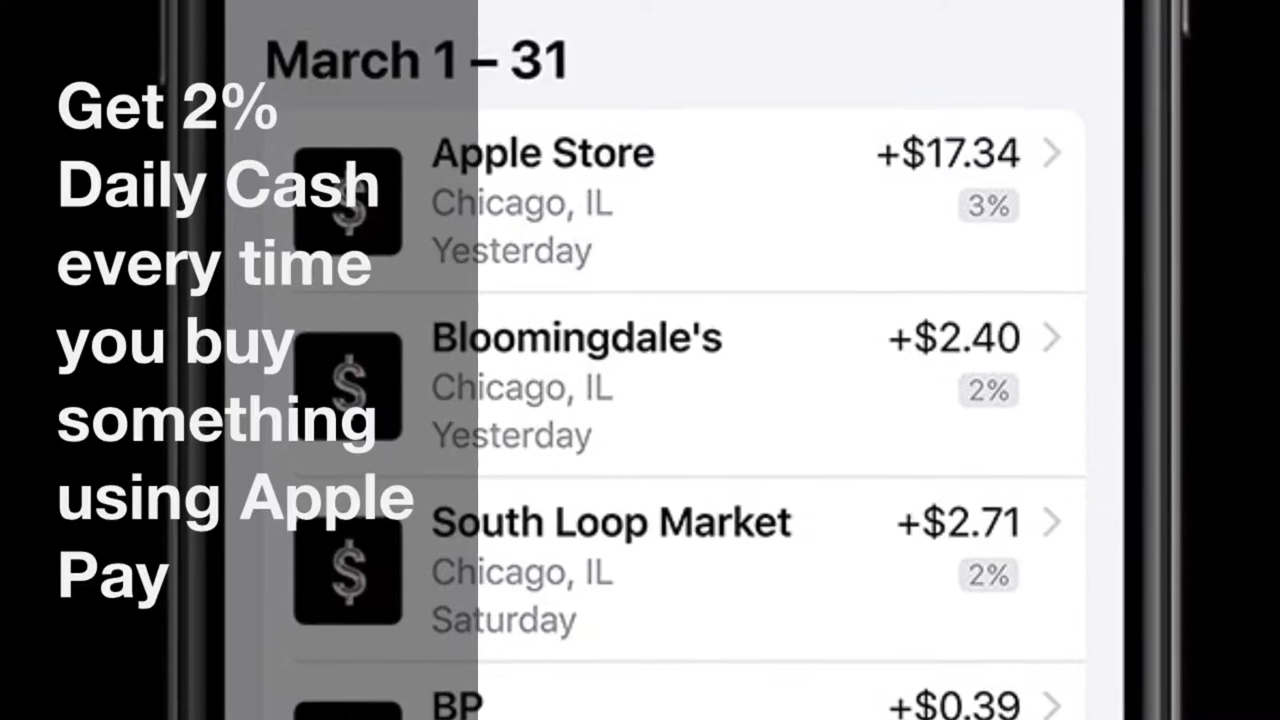 Get 2%
Daily Cash
every time
you buy
something
using Apple
Pay
March 1 – 31
Apple Store
+$17.34
Chicago, IL
3%
Yesterday
Bloomingdale's
+$2.40
Chicago, IL
2%
Yesterday
South Loop Market
+$2.71
Chicago, IL
2%
Saturday
BP
+$0.39
$
$
$